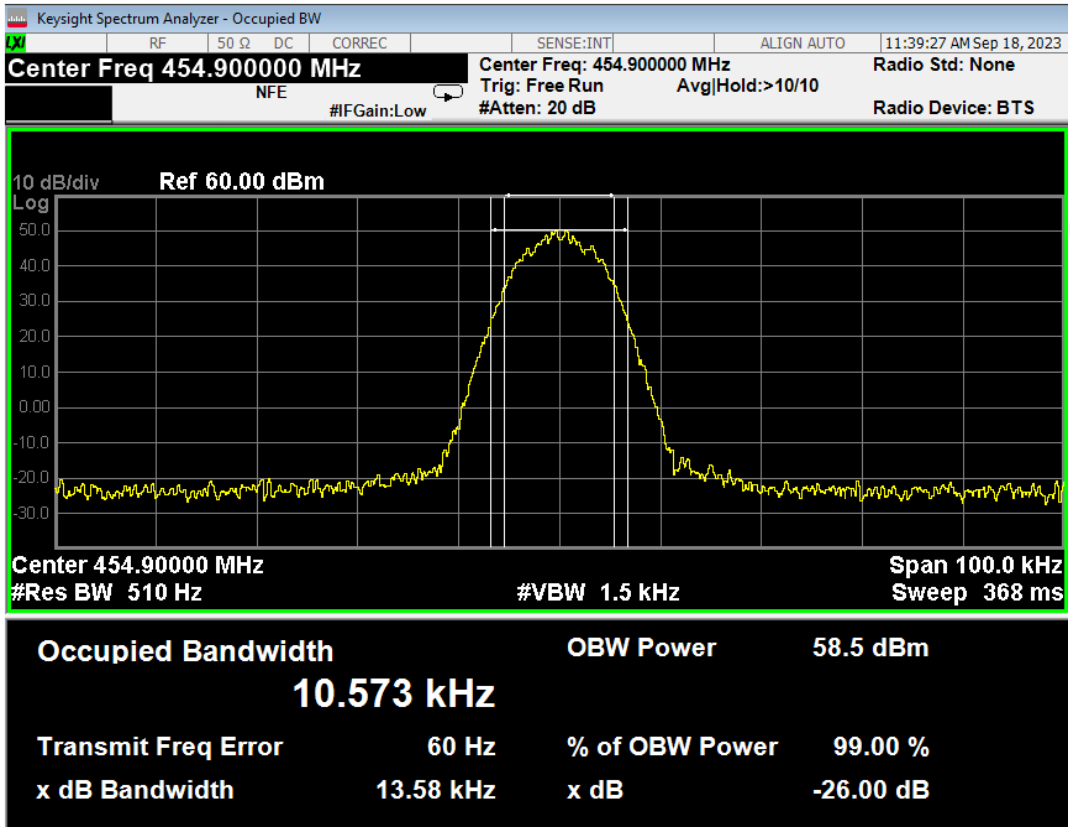 Keysight Spectrum Analyzer - Occupied BW
LXI RF 50 Ω DC CORREC SENSE:INT ALIGN AUTO 11:39:27 AM Sep 18, 2023
Center Freq 454.900000 MHz Center Freq: 454.900000 MHz Radio Std: None
NFE Trig: Free Run Avg|Hold:>10/10
#IFGain:Low #Atten: 20 dB Radio Device: BTS
10 dB/div Ref 60.00 dBm
Log
50.0
40.0
30.0
20.0
10.0
0.00
-10.0
-20.0
-30.0
Center 454.90000 MHz Span 100.0 kHz
#Res BW 510 Hz #VBW 1.5 kHz Sweep 368 ms
Occupied Bandwidth OBW Power 58.5 dBm
10.573 kHz
Transmit Freq Error 60 Hz % of OBW Power 99.00 %
x dB Bandwidth 13.58 kHz x dB -26.00 dB